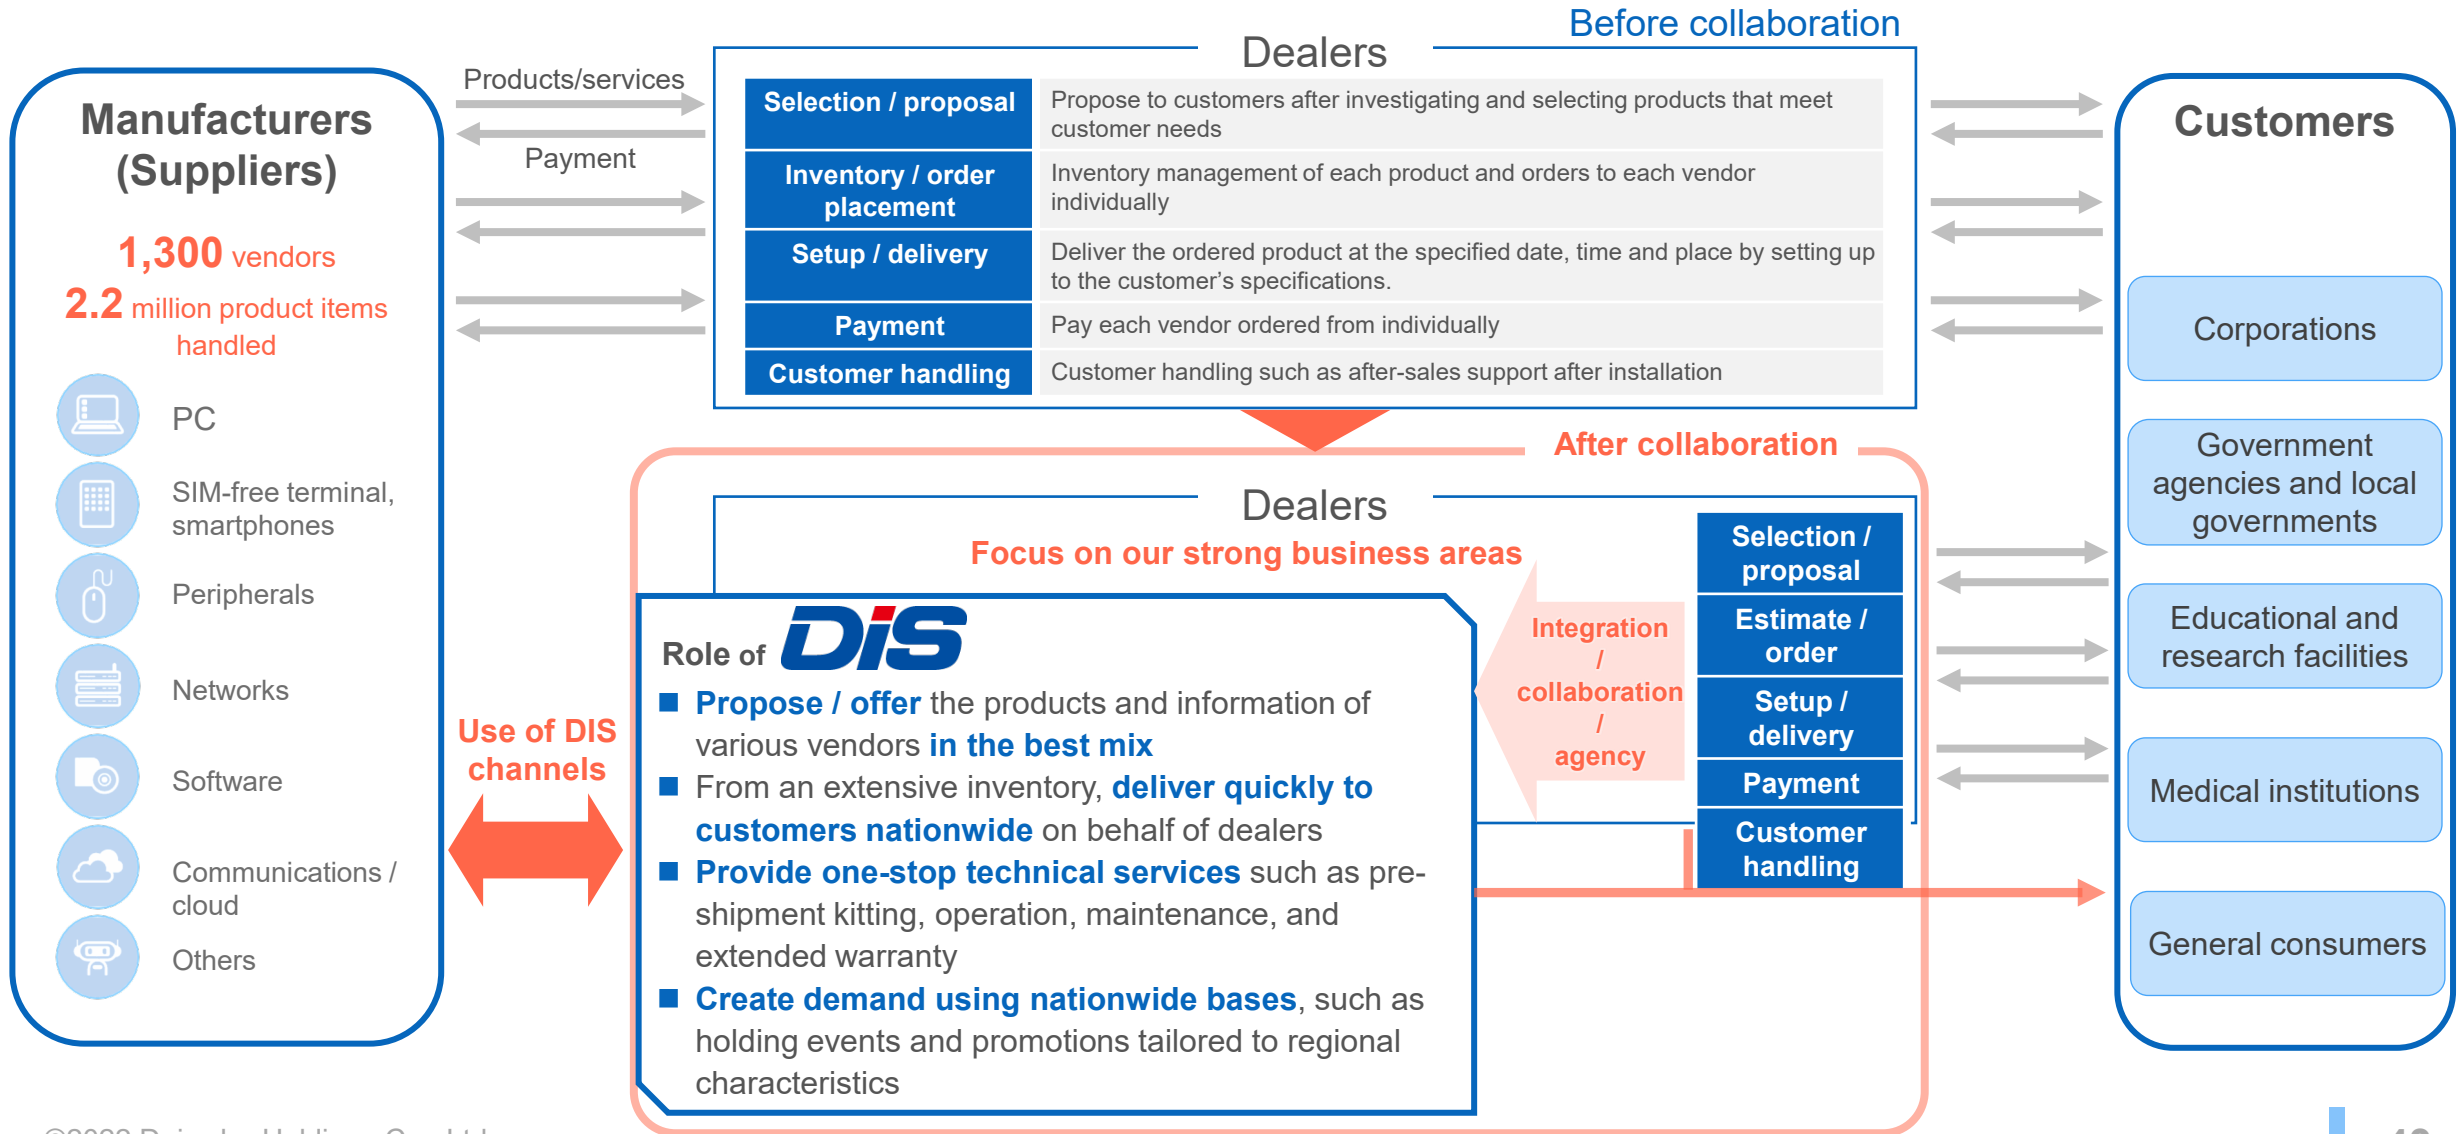 Before collaboration
Manufacturers
(Suppliers)
1,300 vendors
2.2 million product items
handled
PC
SIM-free terminal,
smartphones
Peripherals
Networks
Software
Communications /
cloud
Others
Products/services
Payment
Dealers
Selection / proposal
Propose to customers after investigating and selecting products that meet
customer needs
Inventory / order
placement
Inventory management of each product and orders to each vendor
individually
Setup / delivery
Deliver the ordered product at the specified date, time and place by setting up
to the customer’s specifications.
Payment
Pay each vendor ordered from individually
Customer handling
Customer handling such as after-sales support after installation
After collaboration
Dealers
Focus on our strong business areas
Use of DIS
channels
Role of DiS
■ Propose / offer the products and information of
various vendors in the best mix
■ From an extensive inventory, deliver quickly to
customers nationwide on behalf of dealers
■ Provide one-stop technical services such as pre-
shipment kitting, operation, maintenance, and
extended warranty
■ Create demand using nationwide bases, such as
holding events and promotions tailored to regional
characteristics
Integration
/
collaboration
/
agency
Selection /
proposal
Estimate /
order
Setup /
delivery
Payment
Customer
handling
Customers
Corporations
Government
agencies and local
governments
Educational and
research facilities
Medical institutions
General consumers